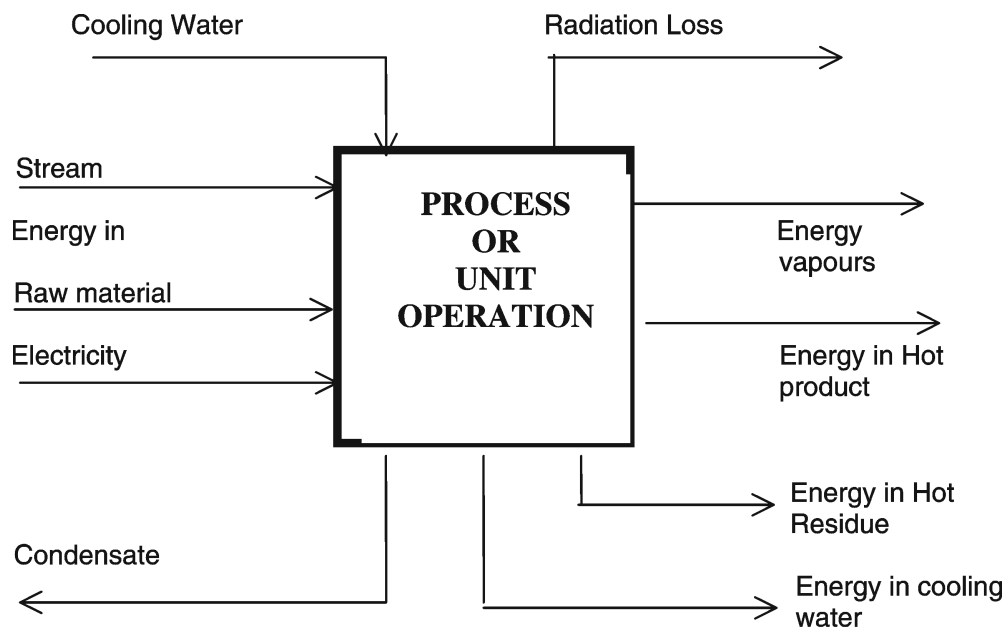 Cooling Water
Radiation Loss
Stream
Energy in
Raw material
Electricity
PROCESS
OR
UNIT
OPERATION
Energy
vapours
Energy in Hot
product
Energy in Hot
Residue
Condensate
Energy in cooling
water